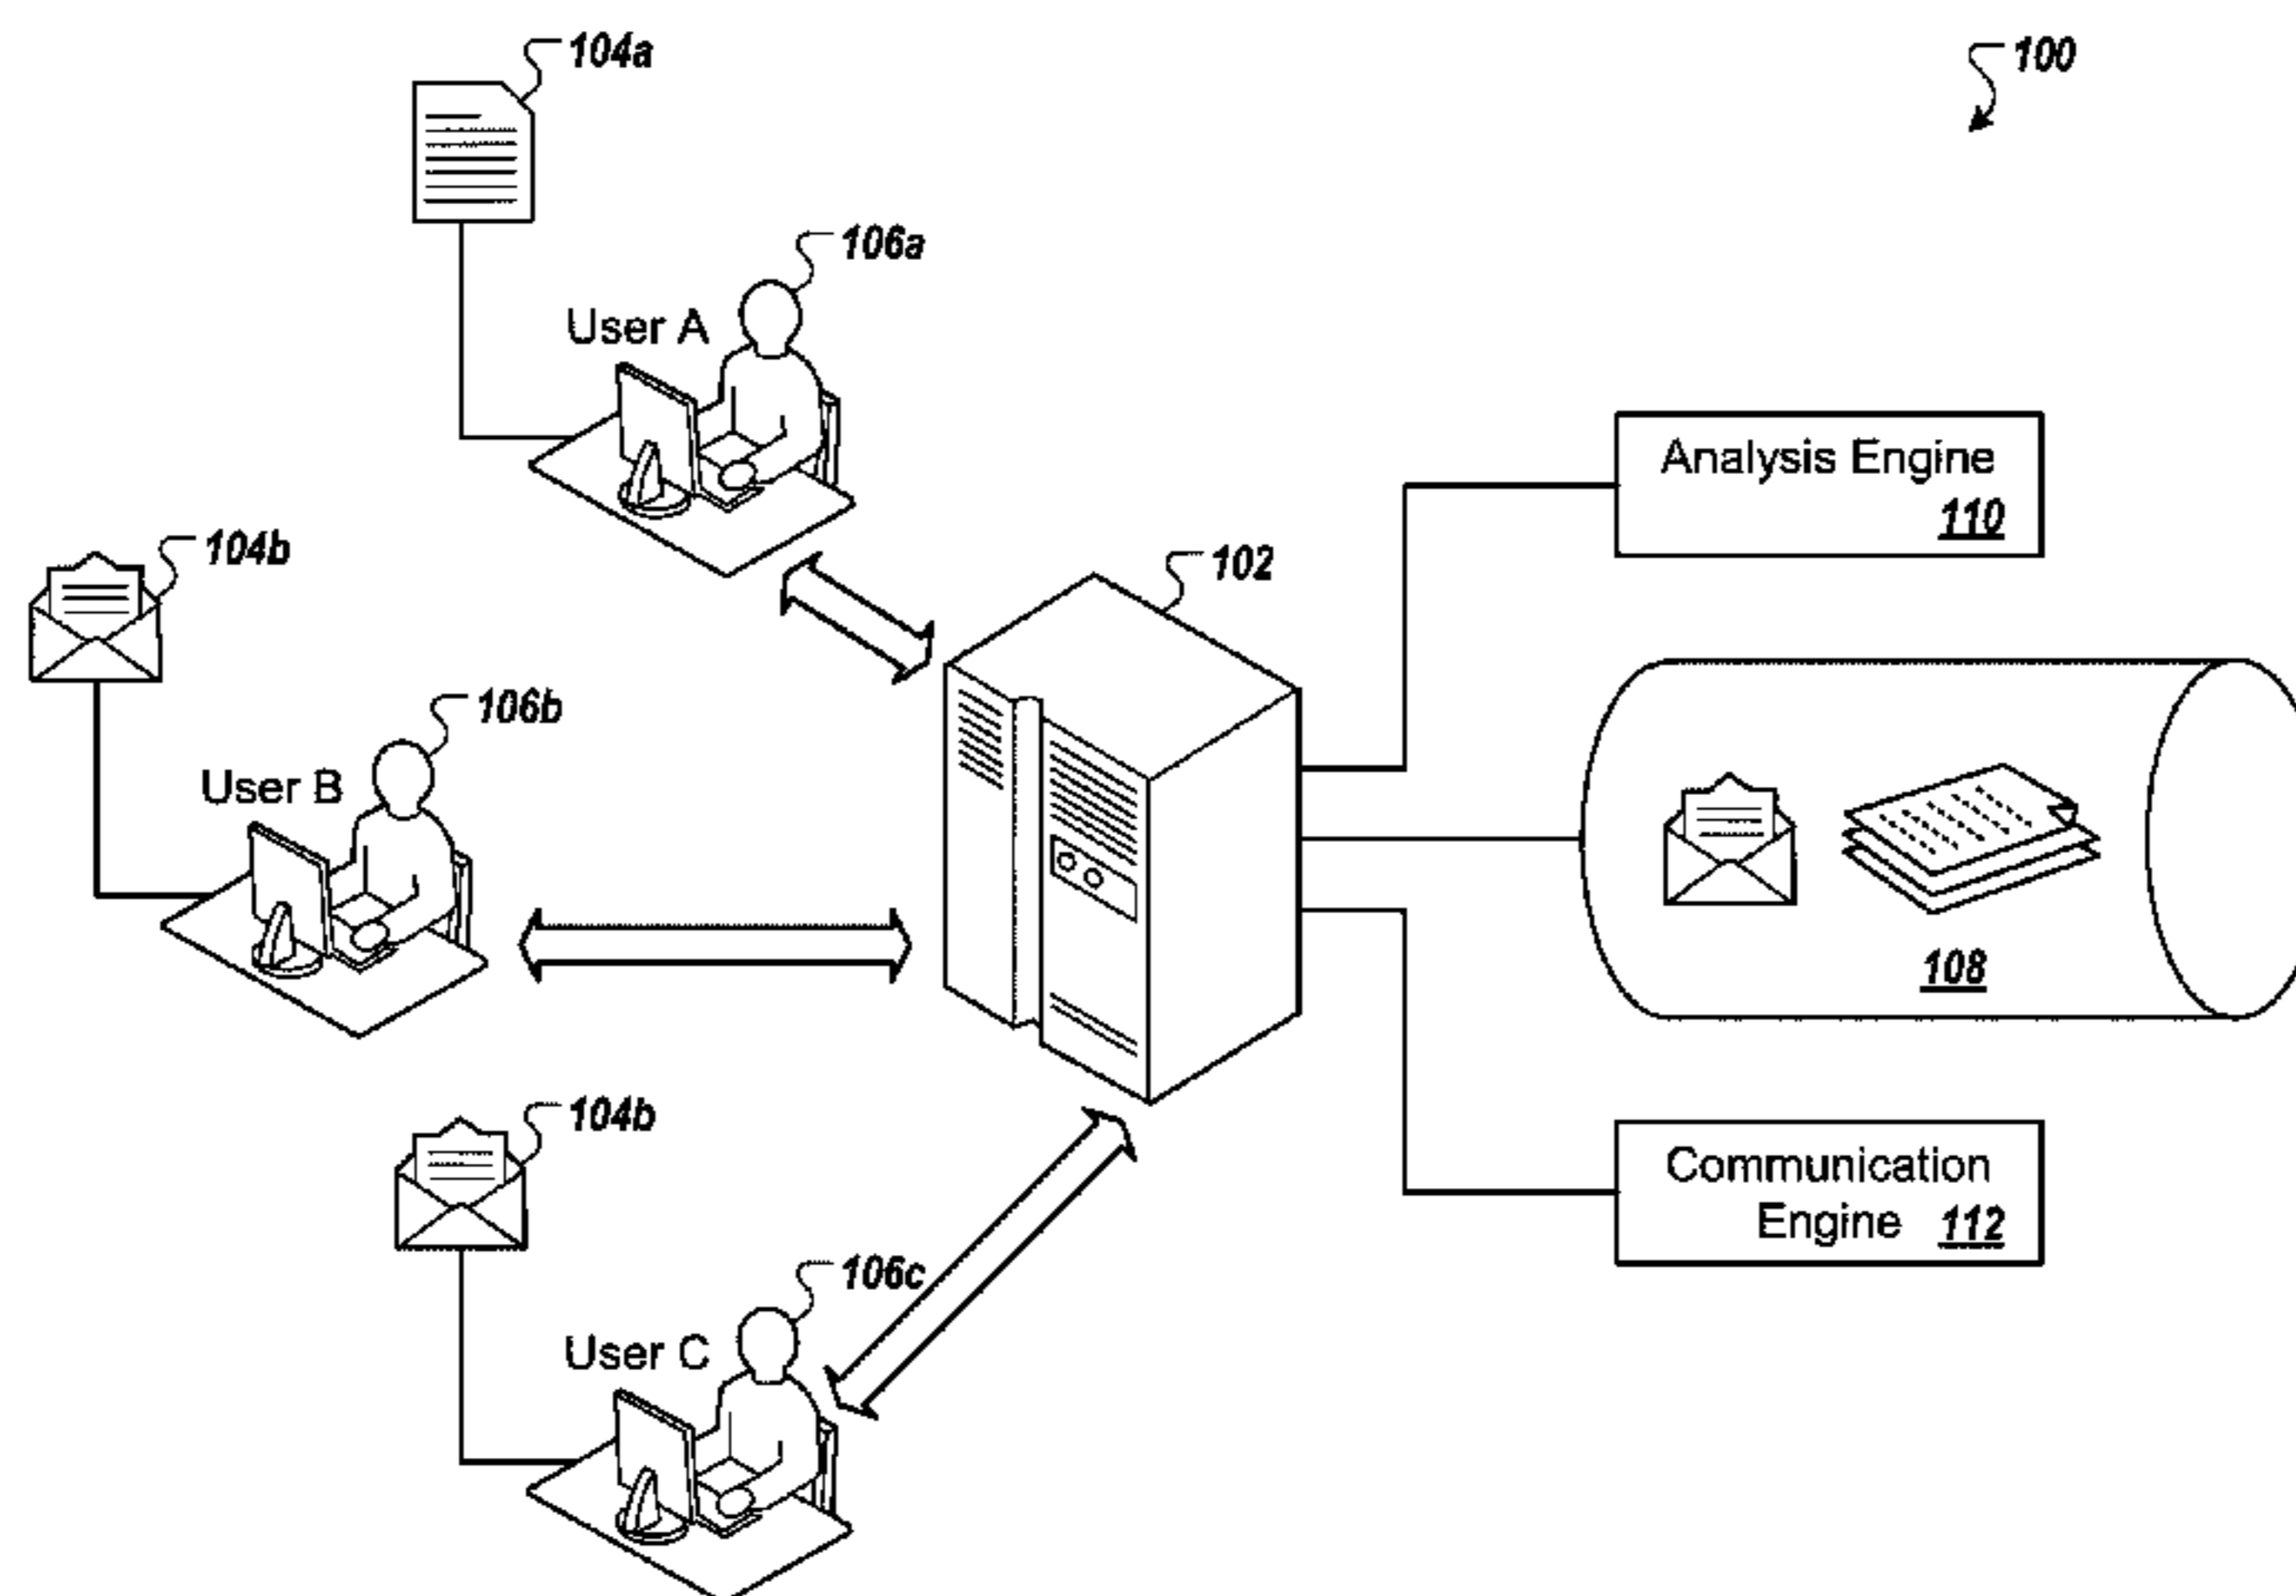 104a
100
106a
User A
Analysis Engine
110
104b
102
106b
User B
108
104b
Communication
Engine 112
106c
User C